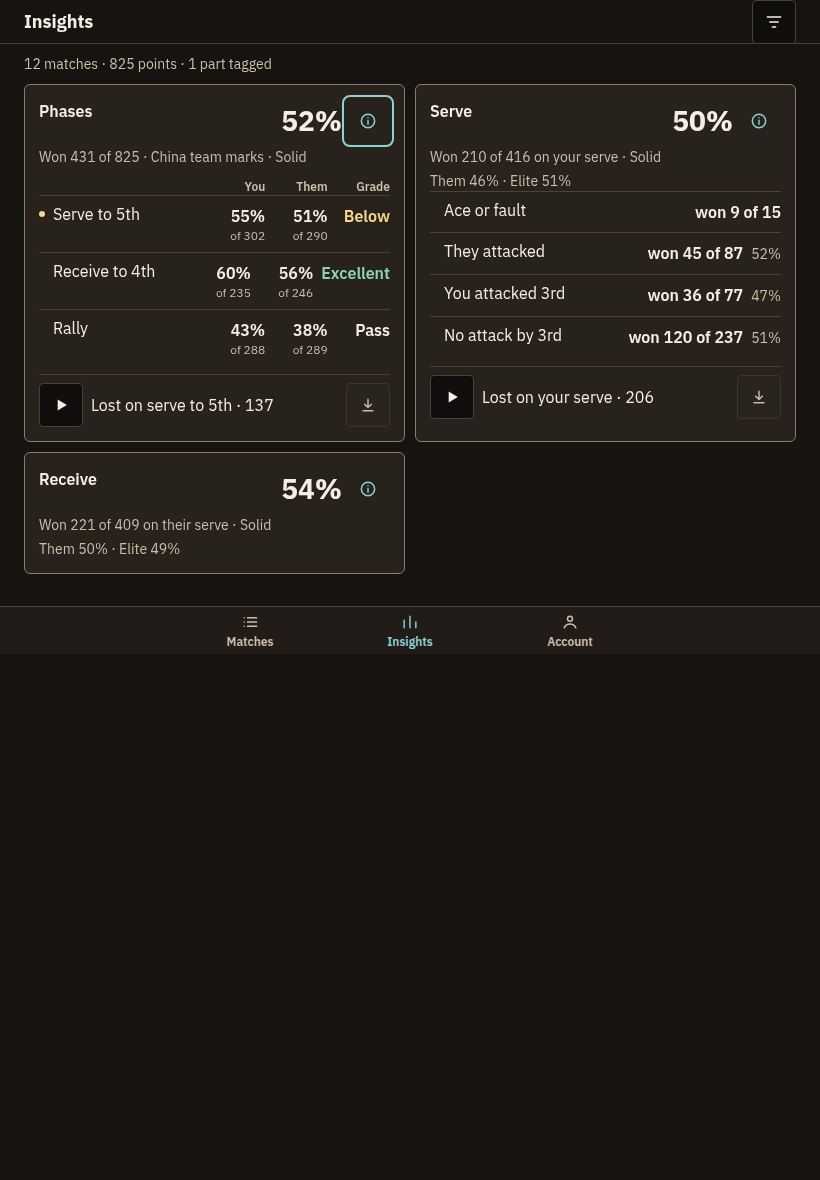 Insights
12 matches · 825 points · 1 part tagged
Phases
52%
Won 431 of 825 · China team marks · Solid
You Them Grade
Serve to 5th 55% 51% Below
of 302 of 290
Receive to 4th 60% 56% Excellent
of 235 of 246
Rally 43% 38% Pass
of 288 of 289
Lost on serve to 5th · 137
Serve
50%
Won 210 of 416 on your serve · Solid
Them 46% · Elite 51%
Ace or fault won 9 of 15
They attacked won 45 of 87 52%
You attacked 3rd won 36 of 77 47%
No attack by 3rd won 120 of 237 51%
Lost on your serve · 206
Receive
54%
Won 221 of 409 on their serve · Solid
Them 50% · Elite 49%
Matches Insights Account